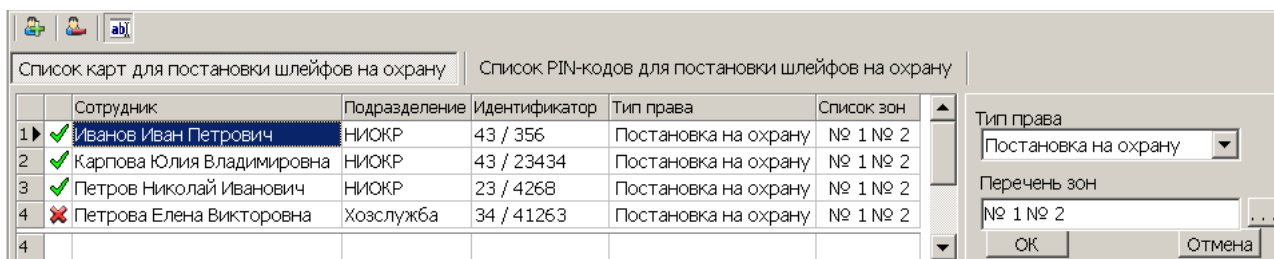 ab
Список карт для постановки шлейфов на охрану Список PIN-кодов для постановки шлейфов на охрану
Сотрудник Подразделение Идентификатор Тип права Список зон
1 Иванов Иван Петрович НИОКР 43 / 356 Постановка на охрану № 1 № 2
2 Карпова Юлия Владимировна НИОКР 43 / 23434 Постановка на охрану № 1 № 2
3 Петров Николай Иванович НИОКР 23 / 4268 Постановка на охрану № 1 № 2
4 Петрова Елена Викторовна Хозслужба 34 / 41263 Постановка на охрану № 1 № 2
4
Тип права
Постановка на охрану
Перечень зон
№ 1 № 2 ...
ОК Отмена